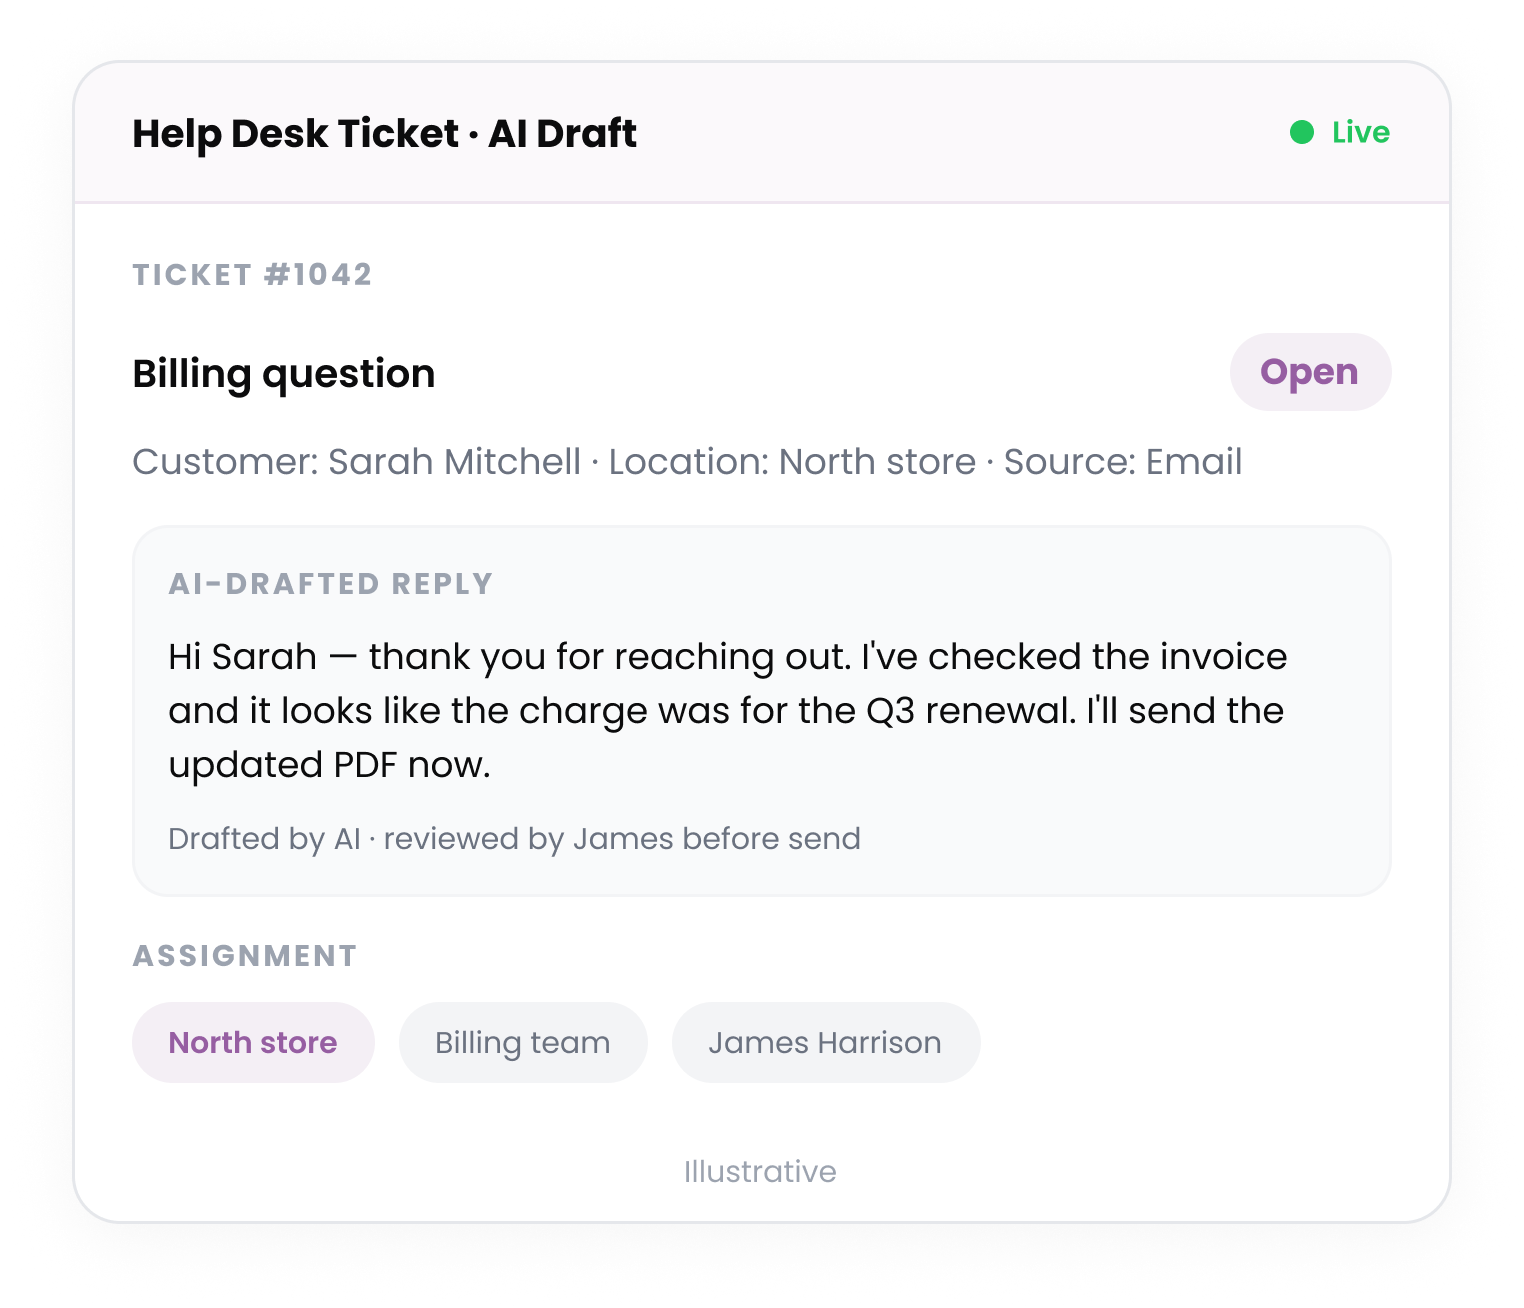 Help Desk Ticket · AI Draft
Live
TICKET #1042
Billing question
Open
Customer: Sarah Mitchell · Location: North store · Source: Email
AI-DRAFTED REPLY
Hi Sarah — thank you for reaching out. I've checked the invoice
and it looks like the charge was for the Q3 renewal. I'll send the
updated PDF now.
Drafted by AI · reviewed by James before send
ASSIGNMENT
North store
Billing team
James Harrison
Illustrative